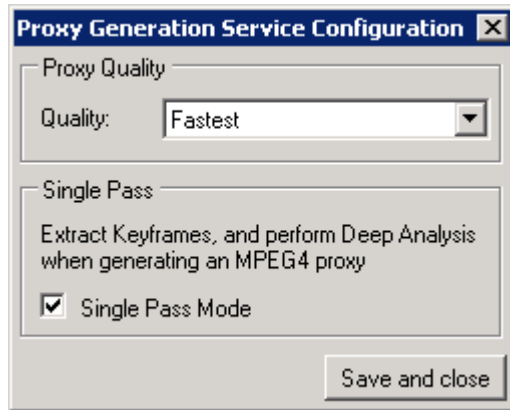 Proxy Generation Service Configuration
Proxy Quality
Quality: Fastest
Single Pass
Extract Keyframes, and perform Deep Analysis
when generating an MPEG4 proxy
Single Pass Mode
Save and close